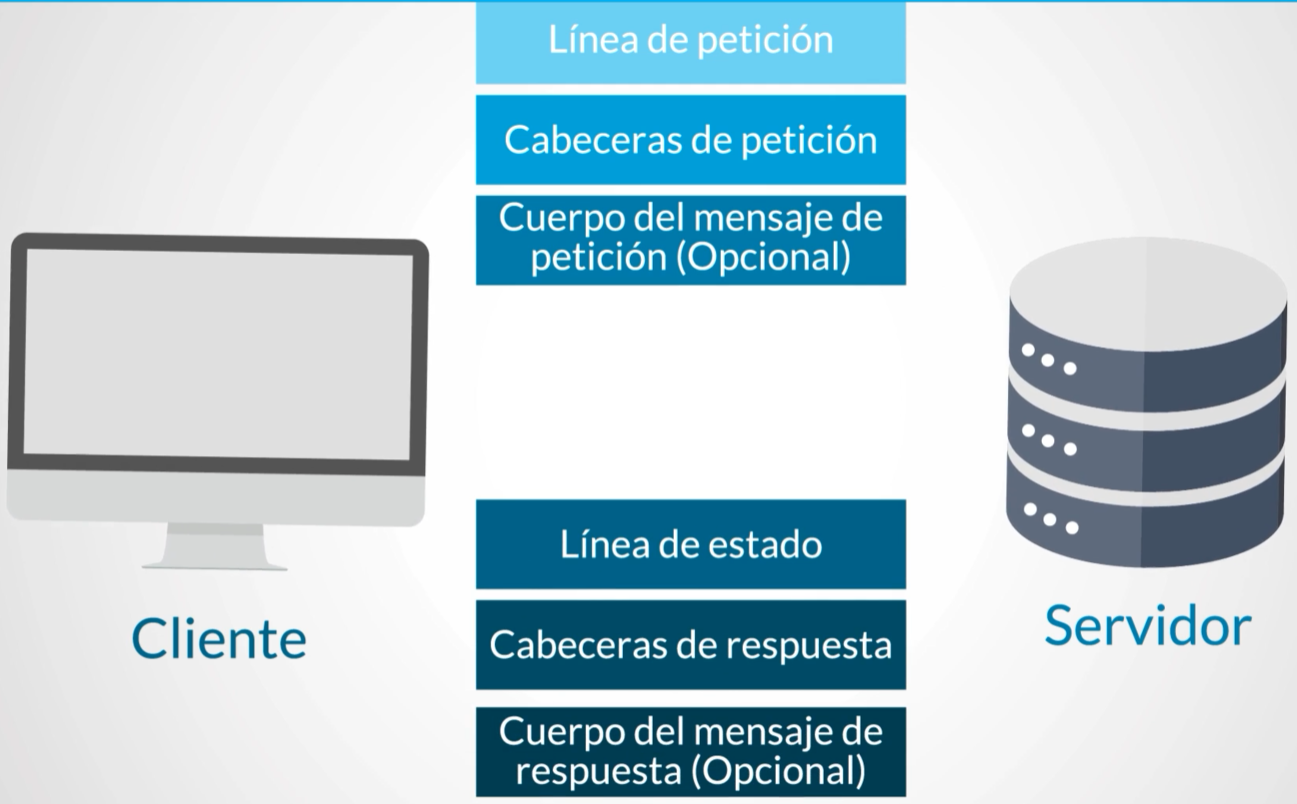 Línea de petición
Cabeceras de petición
Cuerpo del mensaje de
petición (Opcional)
Línea de estado
Cabeceras de respuesta
Cuerpo del mensaje de
respuesta (Opcional)
Cliente
Servidor